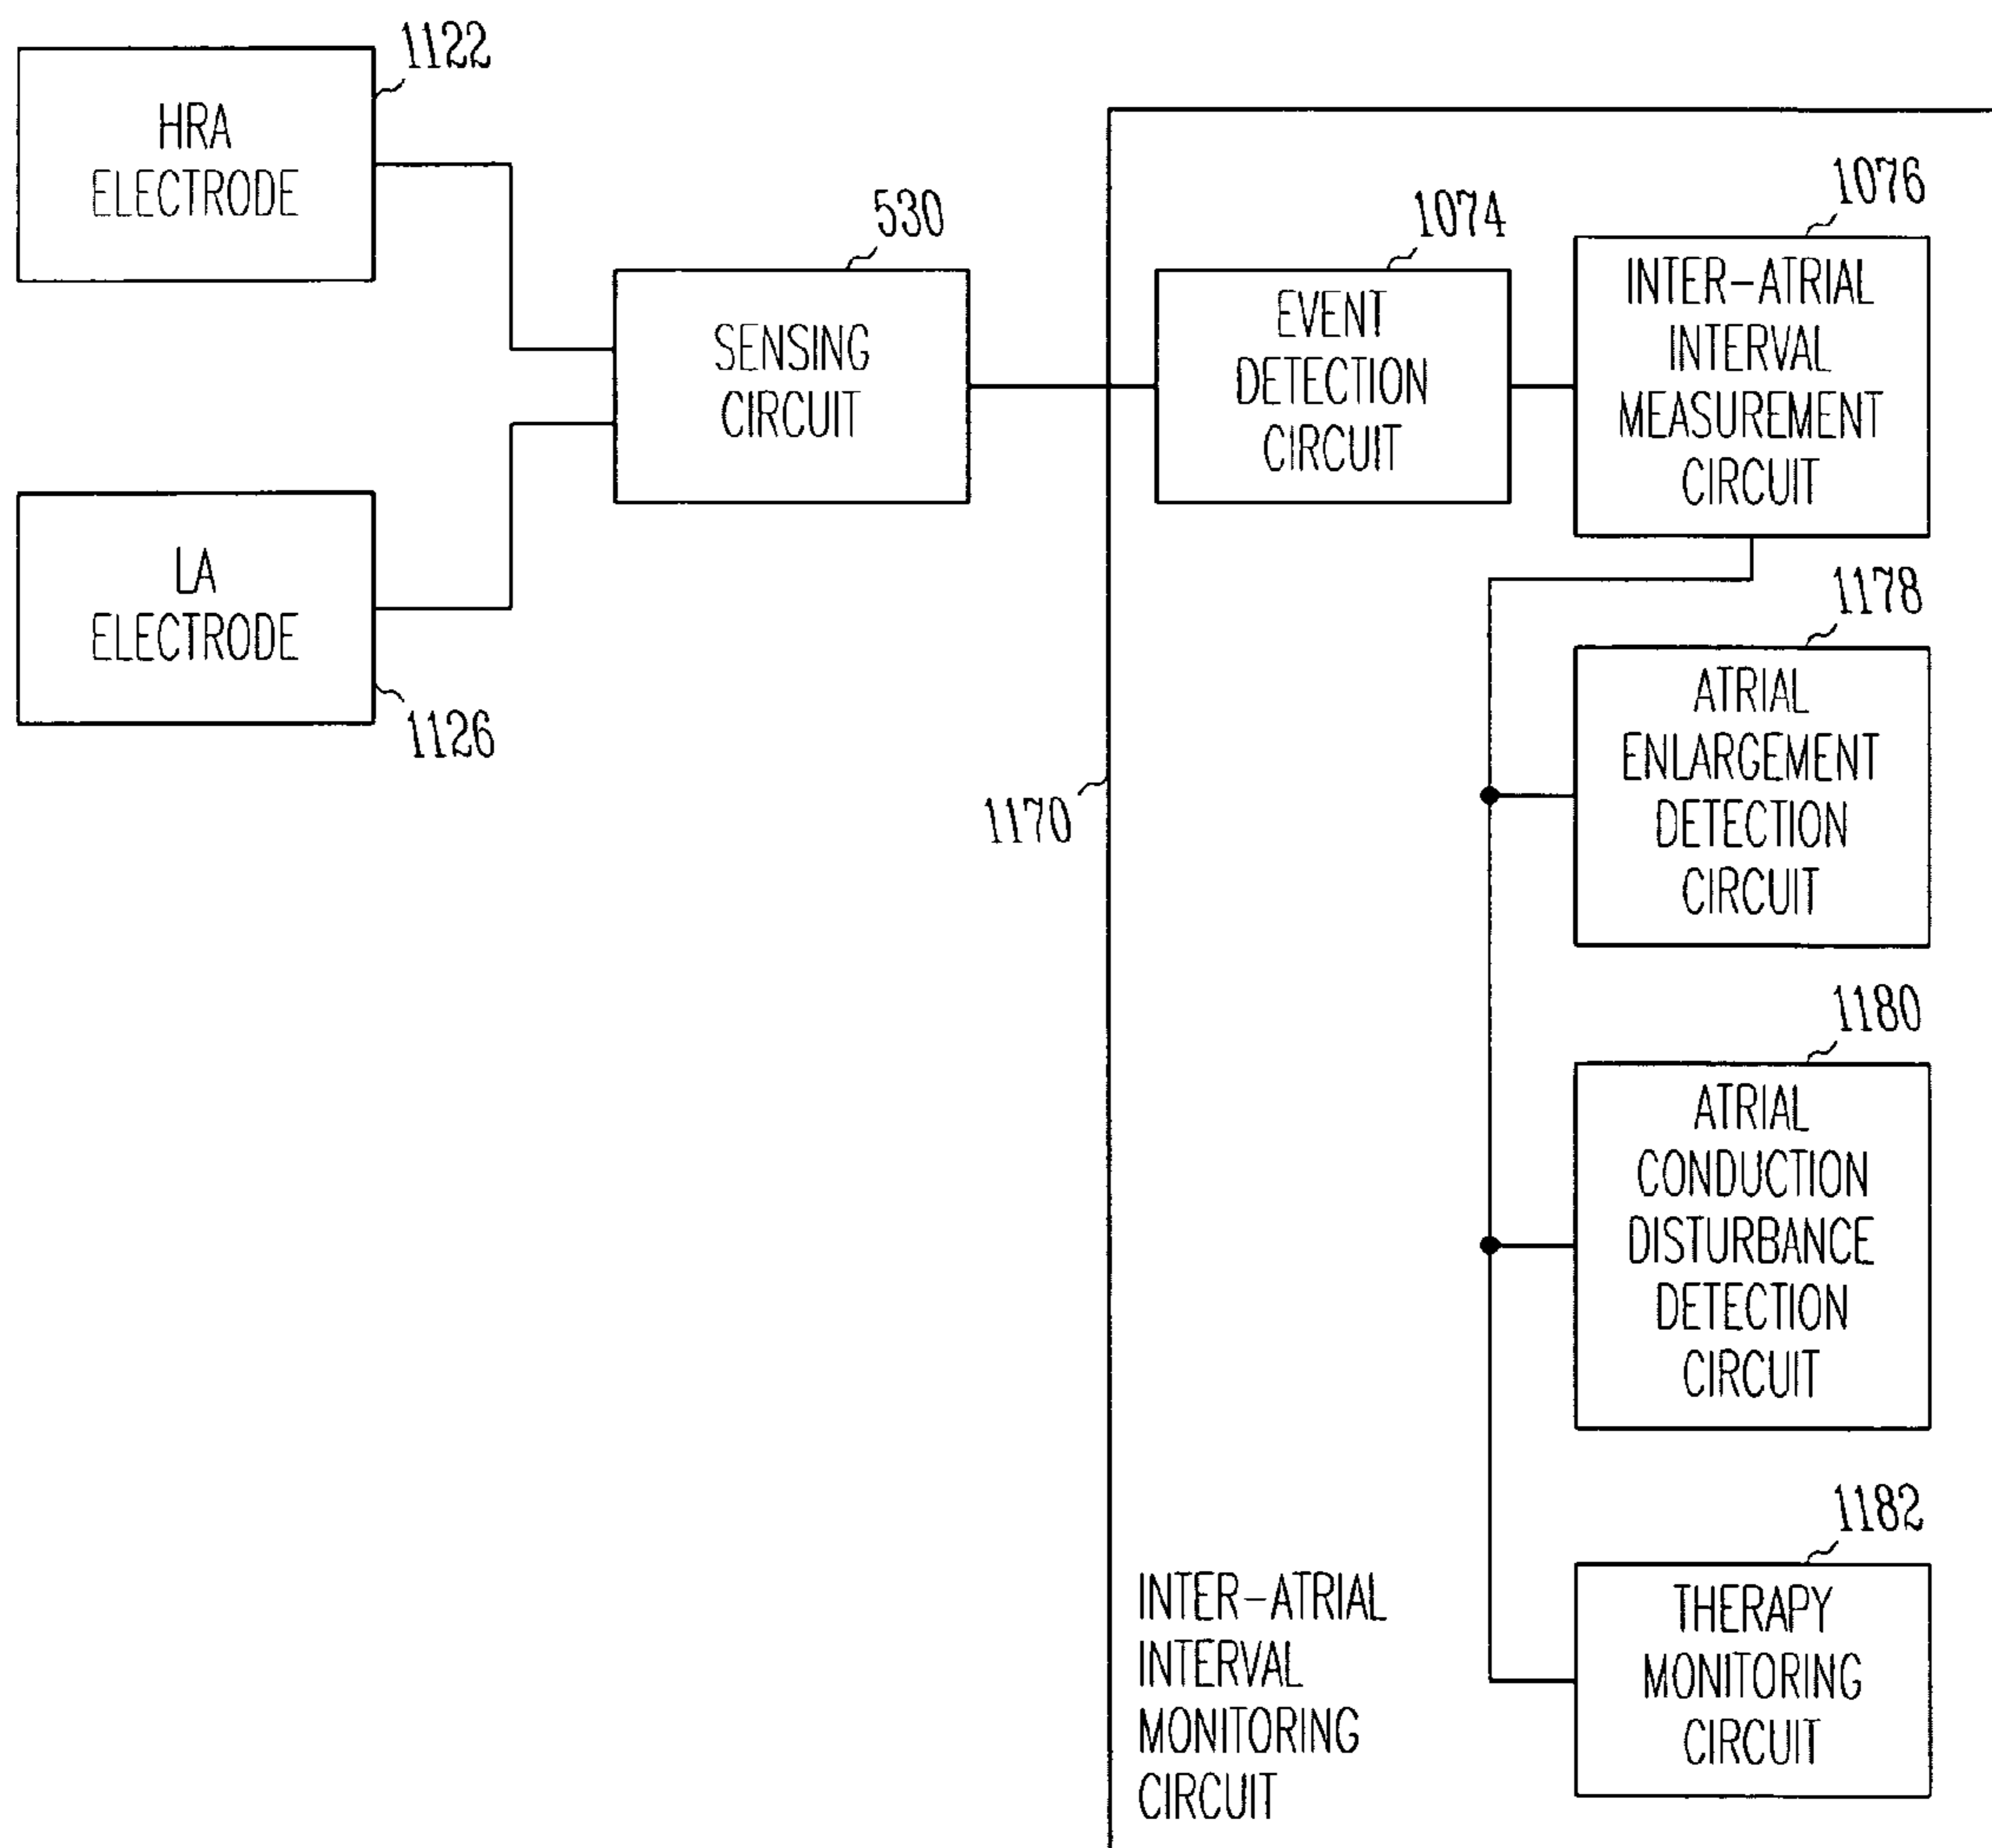 1122
HRA
ELECTRODE
530
SENSING
CIRCUIT
LA
ELECTRODE
1126
1170
1074
EVENT
DETECTION
CIRCUIT
1076
INTER-ATRIAL
INTERVAL
MEASUREMENT
CIRCUIT
1178
ATRIAL
ENLARGEMENT
DETECTION
CIRCUIT
1180
ATRIAL
CONDUCTION
DISTURBANCE
DETECTION
CIRCUIT
1182
THERAPY
MONITORING
CIRCUIT
INTER-ATRIAL
INTERVAL
MONITORING
CIRCUIT